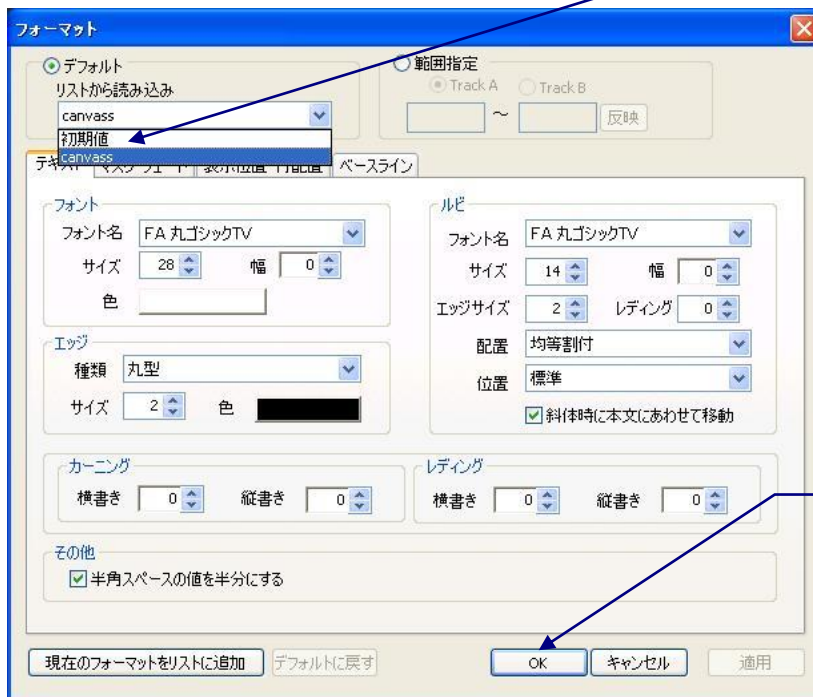 フォーマット
デフォルト
リストから読み込み
canvass
初期値
canvass
範囲指定
Track A Track B
～ 反映
テキスト ベースライン
フォント
フォント名 FA 丸ゴシックTV
サイズ 28 幅 0
色
エッジ
種類 丸型
サイズ 2 色
ルビ
フォント名 FA 丸ゴシックTV
サイズ 14 幅 0
エッジサイズ 2 レディング 0
配置 均等割付
位置 標準
斜体時に本文にあわせて移動
カーニング
横書き 0 縦書き 0
レディング
横書き 0 縦書き 0
その他
半角スペースの値を半分にする
現在のフォーマットをリストに追加 デフォルトに戻す OK キャンセル 適用